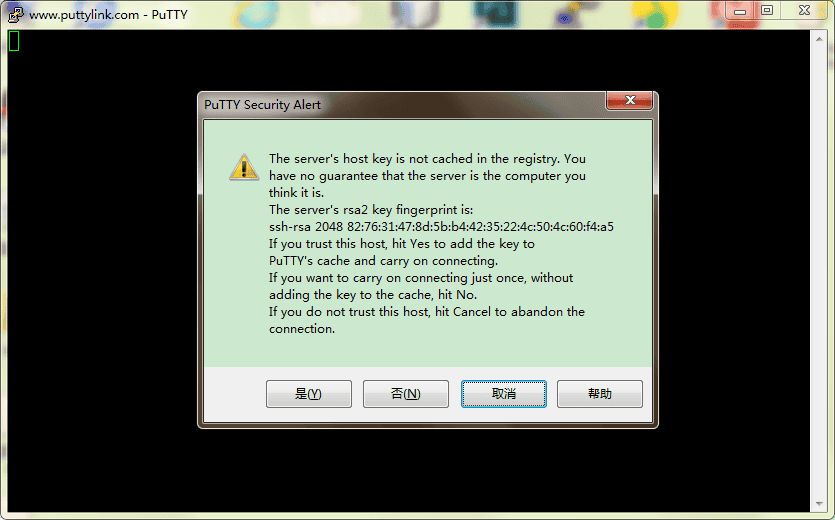 www.puttylink.com - PuTTY
PuTTY Security Alert
The server's host key is not cached in the registry. You
have no guarantee that the server is the computer you
think it is.
The server's rsa2 key fingerprint is:
ssh-rsa 2048 82:76:31:47:8d:5b:b4:42:35:22:4c:50:4c:60:f4:a5
If you trust this host, hit Yes to add the key to
PuTTY's cache and carry on connecting.
If you want to carry on connecting just once, without
adding the key to the cache, hit No.
If you do not trust this host, hit Cancel to abandon the
connection.
是(Y) 否(N) 取消 帮助